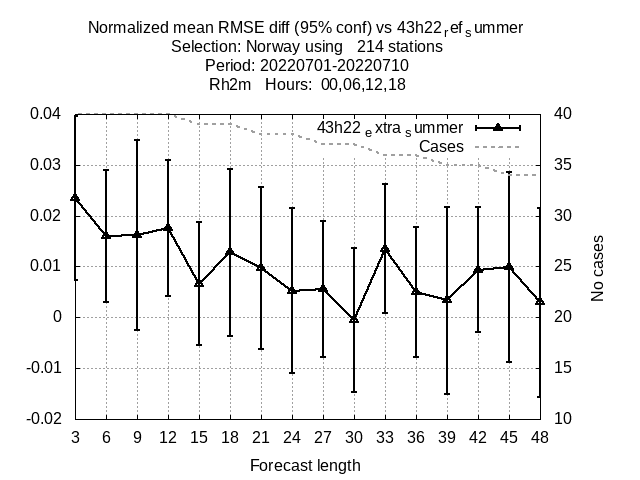 Normalized mean RMSE diff (95% conf) vs 43h22refsummer
Selection: Norway using 214 stations
Period: 20220701-20220710
Rh2m Hours: 00,06,12,18
43h22extrasummer
Cases
0.04
0.03
0.02
0.01
0
-0.01
-0.02
40
35
30
25
20
15
10
No cases
3 6 9 12 15 18 21 24 27 30 33 36 39 42 45 48
Forecast length